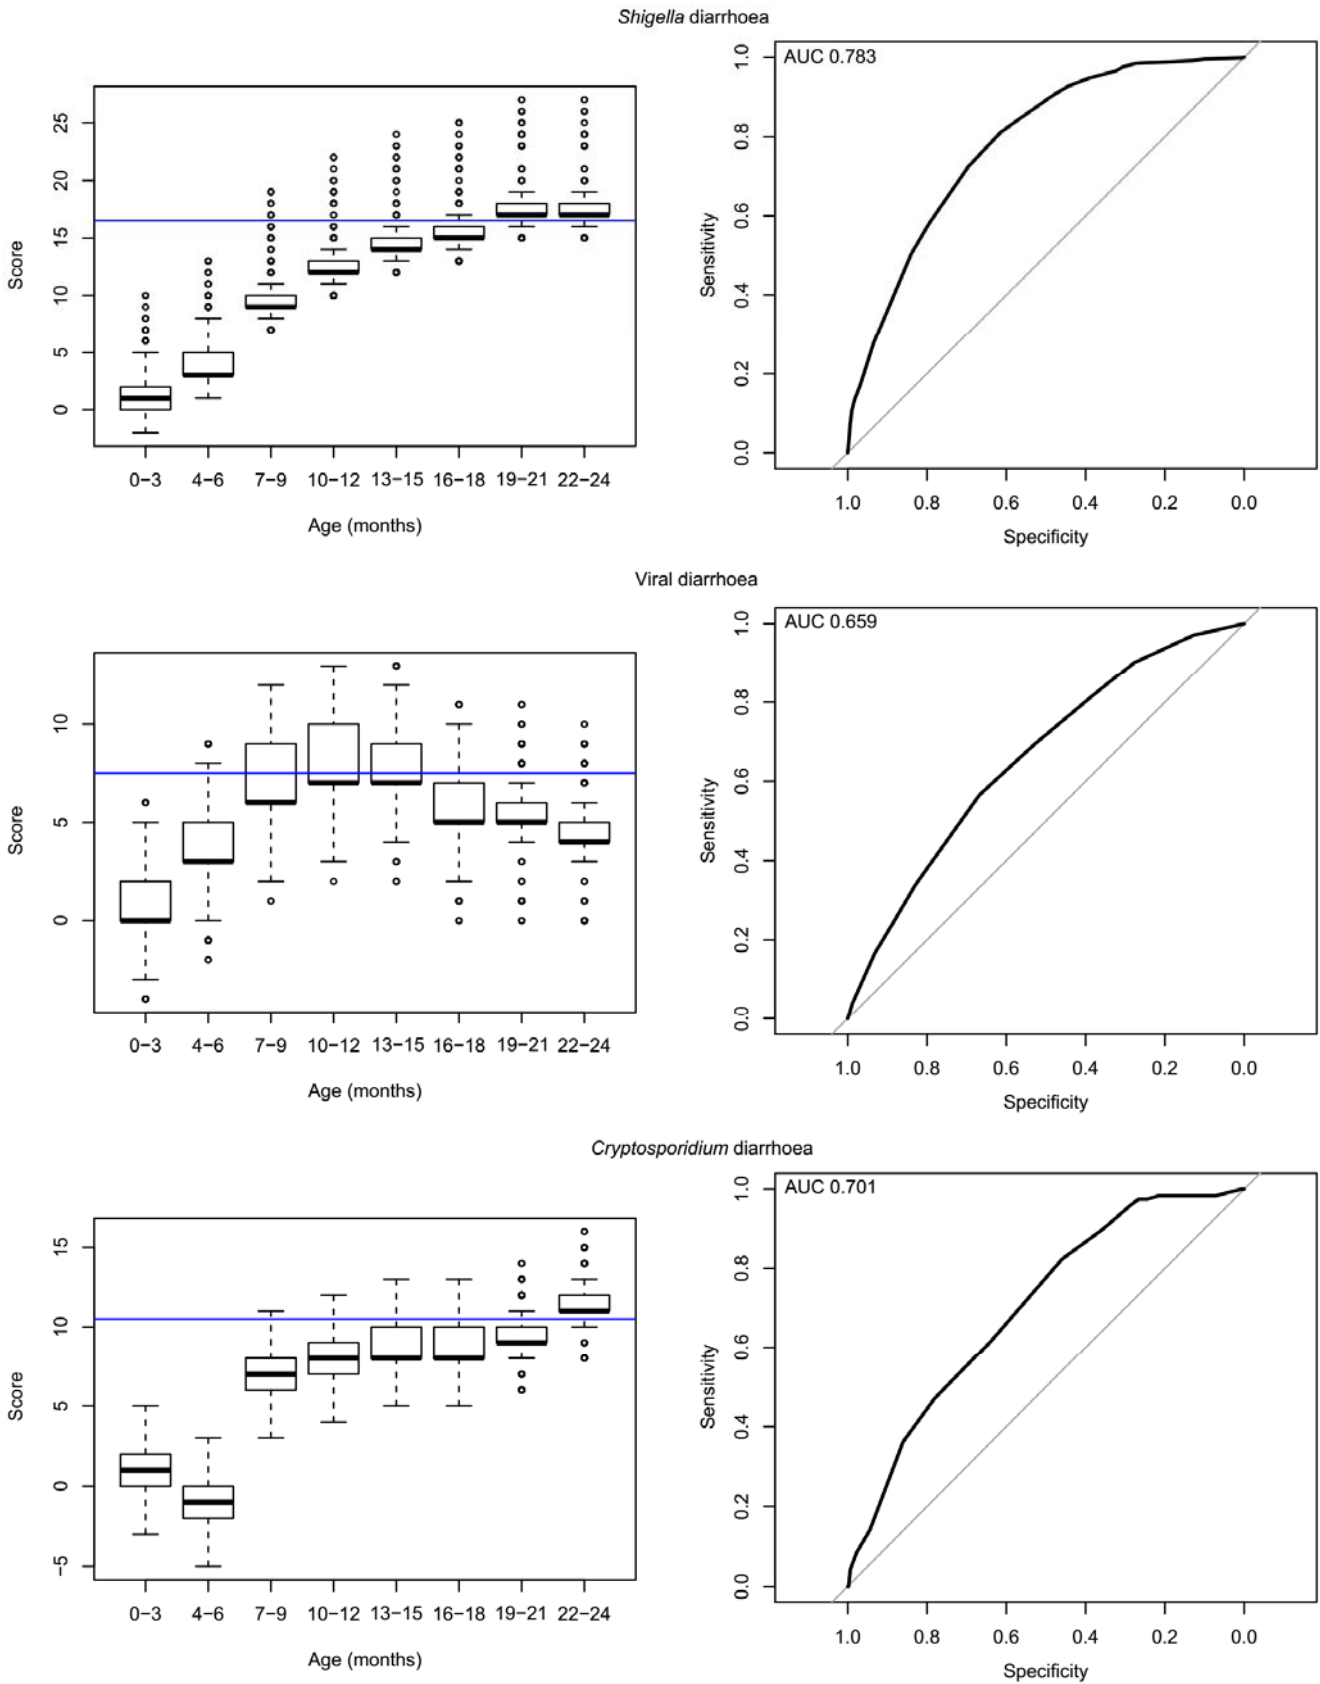 Shigella diarrhoea
Score
25
20
15
10
5
0
0−3 4−6 7−9 10−12 13−15 16−18 19−21 22−24
Age (months)
AUC 0.783
Sensitivity
1.0
0.8
0.6
0.4
0.2
0.0
1.0 0.8 0.6 0.4 0.2 0.0
Specificity
Viral diarrhoea
Score
10
5
0
0−3 4−6 7−9 10−12 13−15 16−18 19−21 22−24
Age (months)
AUC 0.659
Sensitivity
1.0
0.8
0.6
0.4
0.2
0.0
1.0 0.8 0.6 0.4 0.2 0.0
Specificity
Cryptosporidium diarrhoea
Score
15
10
5
0
−5
0−3 4−6 7−9 10−12 13−15 16−18 19−21 22−24
Age (months)
AUC 0.701
Sensitivity
1.0
0.8
0.6
0.4
0.2
0.0
1.0 0.8 0.6 0.4 0.2 0.0
Specificity